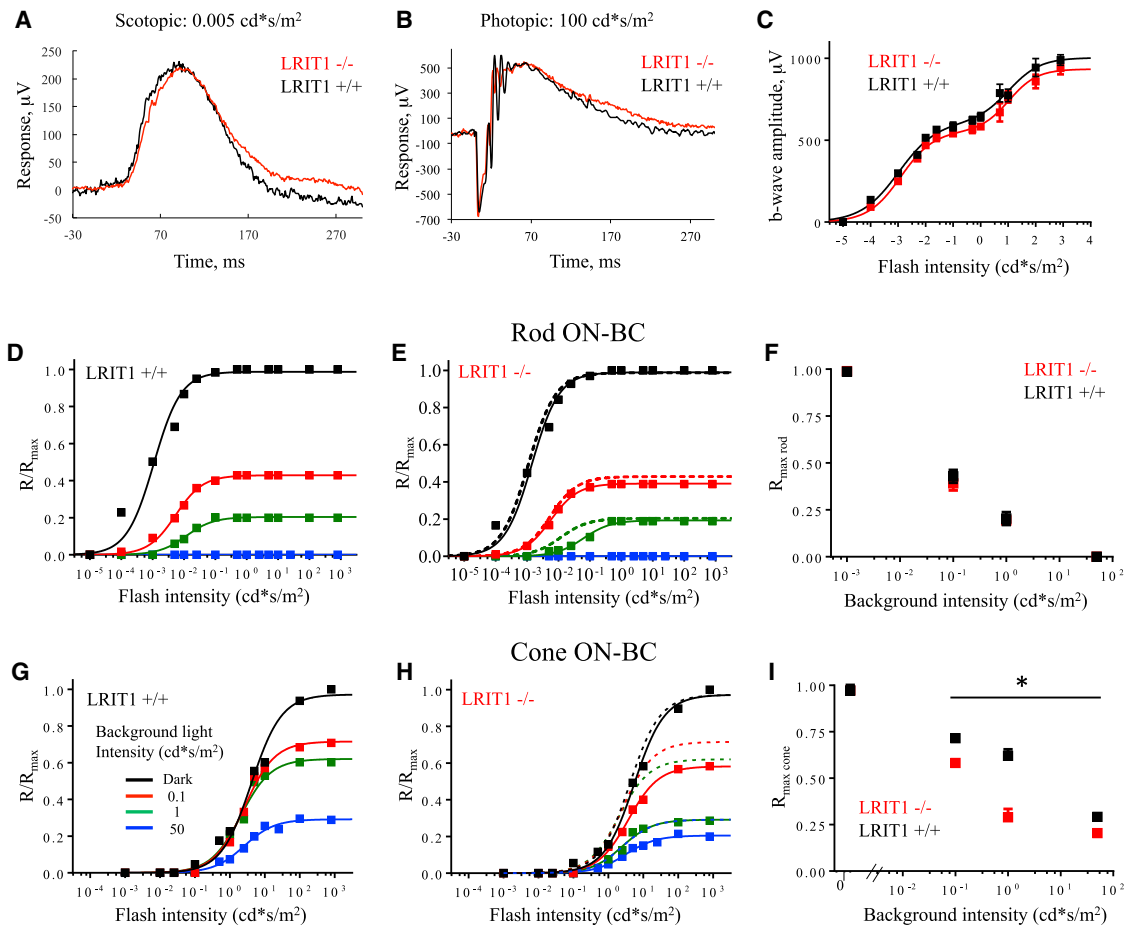 A
Scotopic: 0.005 cd*s/m2
LRIT1 -/-
LRIT1 +/+
Response, µV
250
200
150
100
50
0
-50
-30
70
170
270
Time, ms
B
Photopic: 100 cd*s/m2
LRIT1 -/-
LRIT1 +/+
Response, µV
500
300
100
-100
-300
-500
-700
-30
70
170
270
Time, ms
C
LRIT1 -/-
LRIT1 +/+
b-wave amplitude, µV
1000
500
0
-5 -4 -3 -2 -1 0 1 2 3 4
Flash intensity (cd*s/m2)
Rod ON-BC
D
LRIT1 +/+
R/Rmax
1.0
0.8
0.6
0.4
0.2
0.0
10-5 10-4 10-3 10-2 10-1 100 101 102 103
Flash intensity (cd*s/m2)
E
LRIT1 -/-
R/Rmax
1.0
0.8
0.6
0.4
0.2
0.0
10-5 10-4 10-3 10-2 10-1 100 101 102 103
Flash intensity (cd*s/m2)
F
LRIT1 -/-
LRIT1 +/+
Rmax rod
1.00
0.75
0.50
0.25
0.00
10-3 10-2 10-1 100 101 102
Background intensity (cd*s/m2)
Cone ON-BC
G
LRIT1 +/+
Background light
Intensity (cd*s/m2)
Dark
0.1
1
50
R/Rmax
1.0
0.8
0.6
0.4
0.2
0.0
10-4 10-3 10-2 10-1 100 101 102 103
Flash intensity (cd*s/m2)
H
LRIT1 -/-
R/Rmax
1.0
0.8
0.6
0.4
0.2
0.0
10-4 10-3 10-2 10-1 100 101 102 103
Flash intensity (cd*s/m2)
I
*
LRIT1 -/-
LRIT1 +/+
Rmax cone
1.00
0.75
0.50
0.25
0.00
0 10-2 10-1 100 101 102
Background intensity (cd*s/m2)